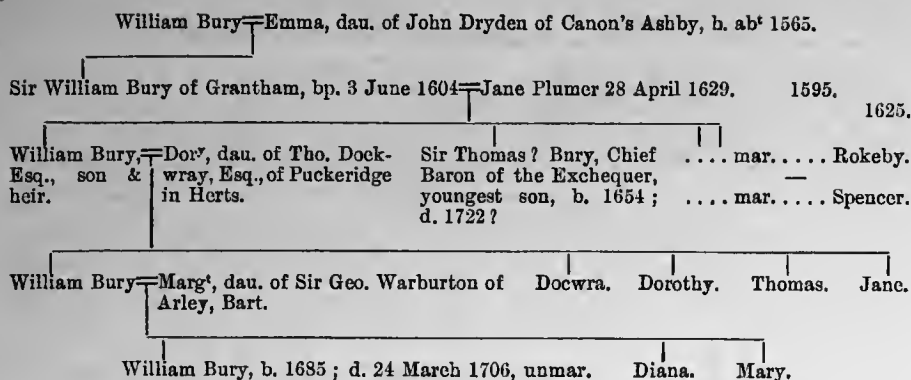 William Bury=Emma, dau. of John Dryden of Canon's Ashby, b. abᵗ 1565.
Sir William Bury of Grantham, bp. 3 June 1604=Jane Plumer 28 April 1629. 1595.
1625.
William Bury,=Dorʸ, dau. of Tho. Dock- Sir Thomas? Bury, Chief .... mar..... Rokeby.
Esq., son & wray, Esq., of Puckeridge Baron of the Exchequer, —
heir. in Herts. youngest son, b. 1654; .... mar..... Spencer.
d. 1722?
William Bury=Margᵗ, dau. of Sir Geo. Warburton of Docwra. Dorothy. Thomas. Jane.
Arley, Bart.
William Bury, b. 1685; d. 24 March 1706, unmar. Diana. Mary.